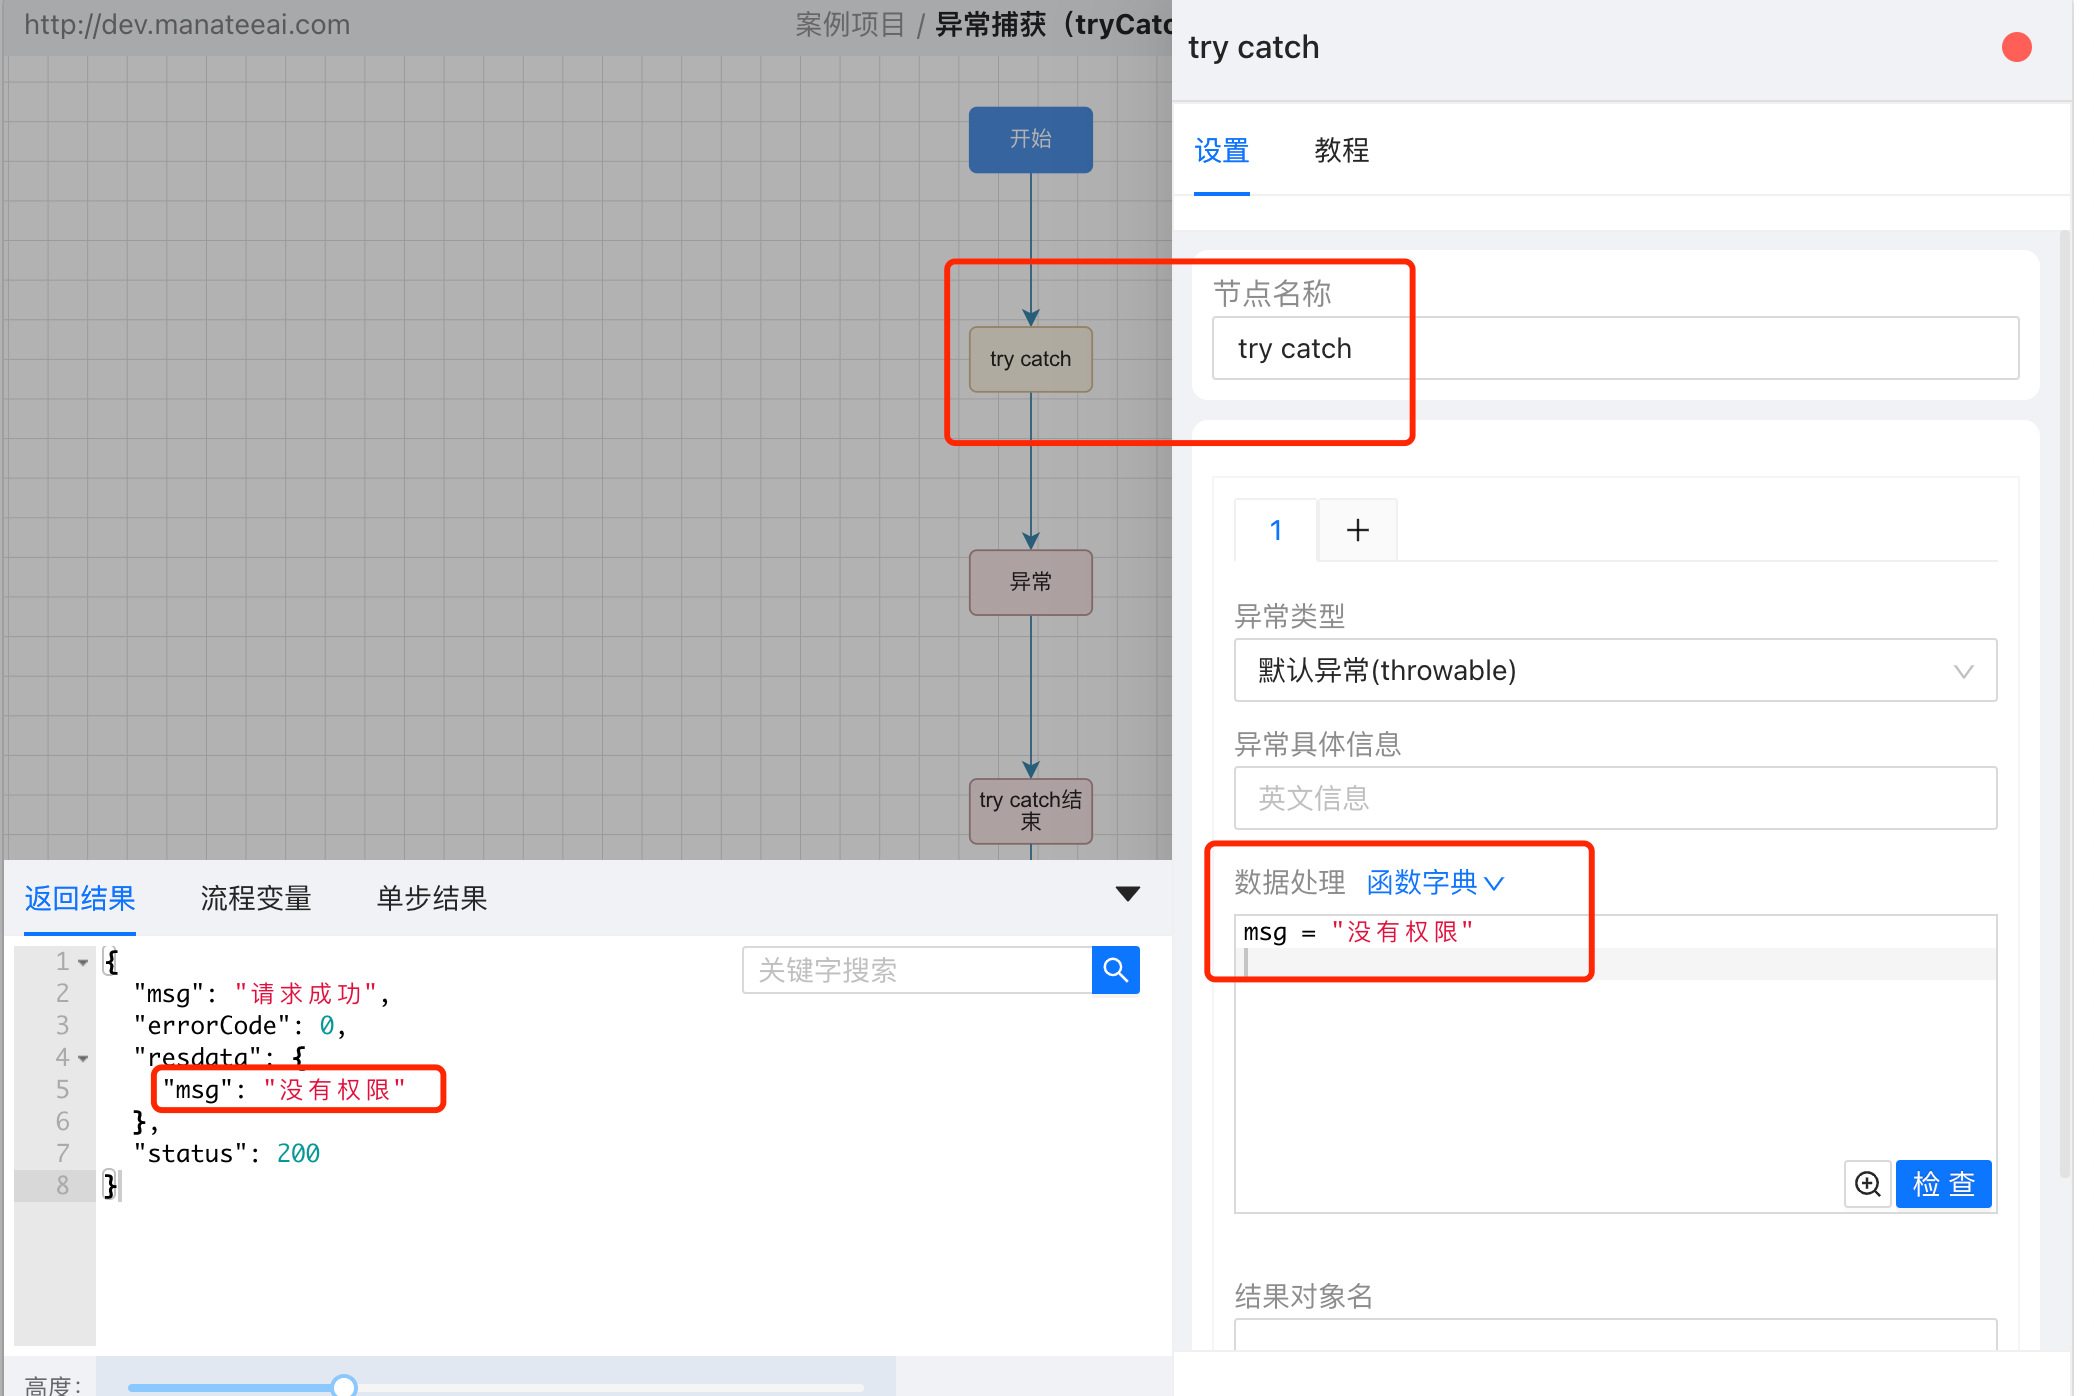 http://dev.manateeai.com
案例项目 / 异常捕获（tryCatc
开始
try catch
异常
try catch结
束
返回结果
流程变量
单步结果
关键字搜索
1
{
2
"msg": "请求成功",
3
"errorCode": 0,
4
"resdata": {
5
"msg": "没有权限"
6
},
7
"status": 200
8
}
高度:
try catch
设置
教程
节点名称
try catch
1
+
异常类型
默认异常(throwable)
异常具体信息
英文信息
数据处理 函数字典
msg = "没有权限"
检 查
结果对象名